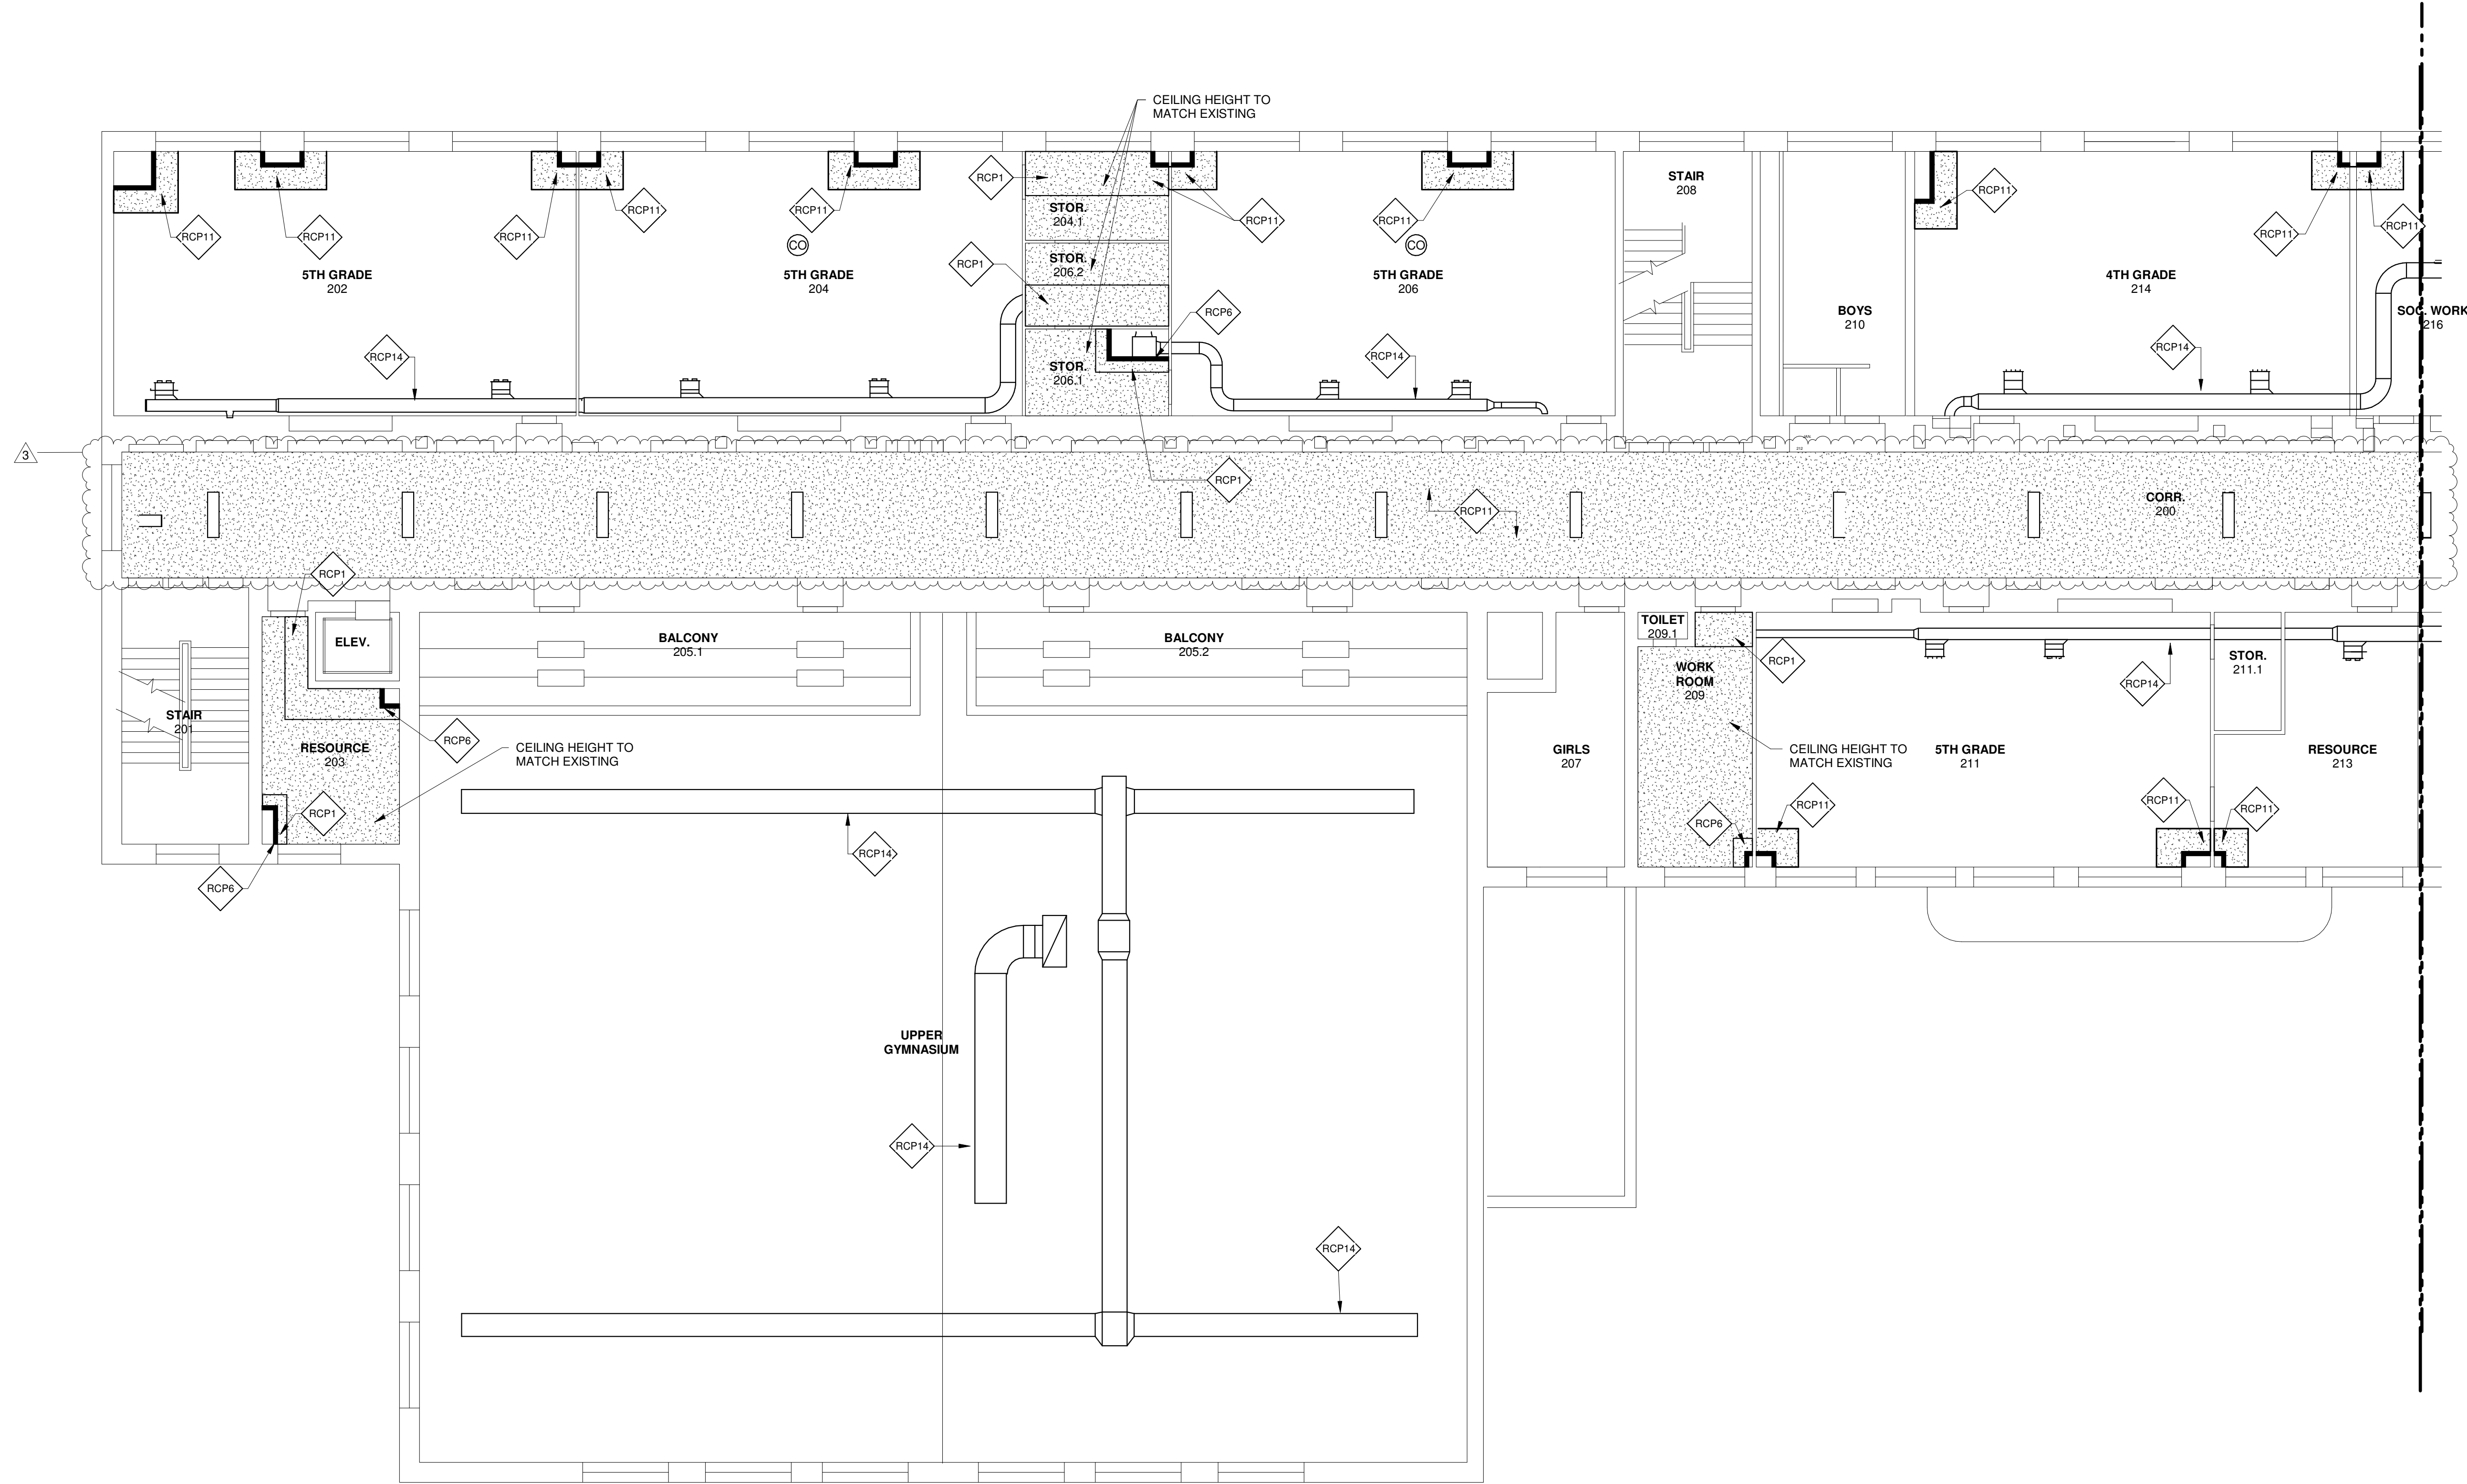 CEILING HEIGHT TO
MATCH EXISTING
RCP11
RCP11
RCP11
RCP11
RCP11
RCP1
RCP11
RCP11
RCP11
RCP11
RCP11
STOR.
204.1
STAIR
208
CO
CO
RCP1
STOR.
206.2
5TH GRADE
202
5TH GRADE
204
5TH GRADE
206
4TH GRADE
214
RCP6
BOYS
210
SOC. WORK
216
RCP14
RCP14
RCP14
STOR.
206.1
3
RCP1
RCP11
CORR.
200
RCP1
ELEV.
BALCONY
205.1
BALCONY
205.2
TOILET
209.1
RCP1
WORK
ROOM
209
RCP14
STOR.
211.1
STAIR
201
RCP6
RESOURCE
203
CEILING HEIGHT TO
MATCH EXISTING
GIRLS
207
CEILING HEIGHT TO
MATCH EXISTING
5TH GRADE
211
RESOURCE
213
RCP1
RCP6
RCP14
RCP6
RCP11
RCP11
RCP11
UPPER
GYMNASIUM
RCP14
RCP14